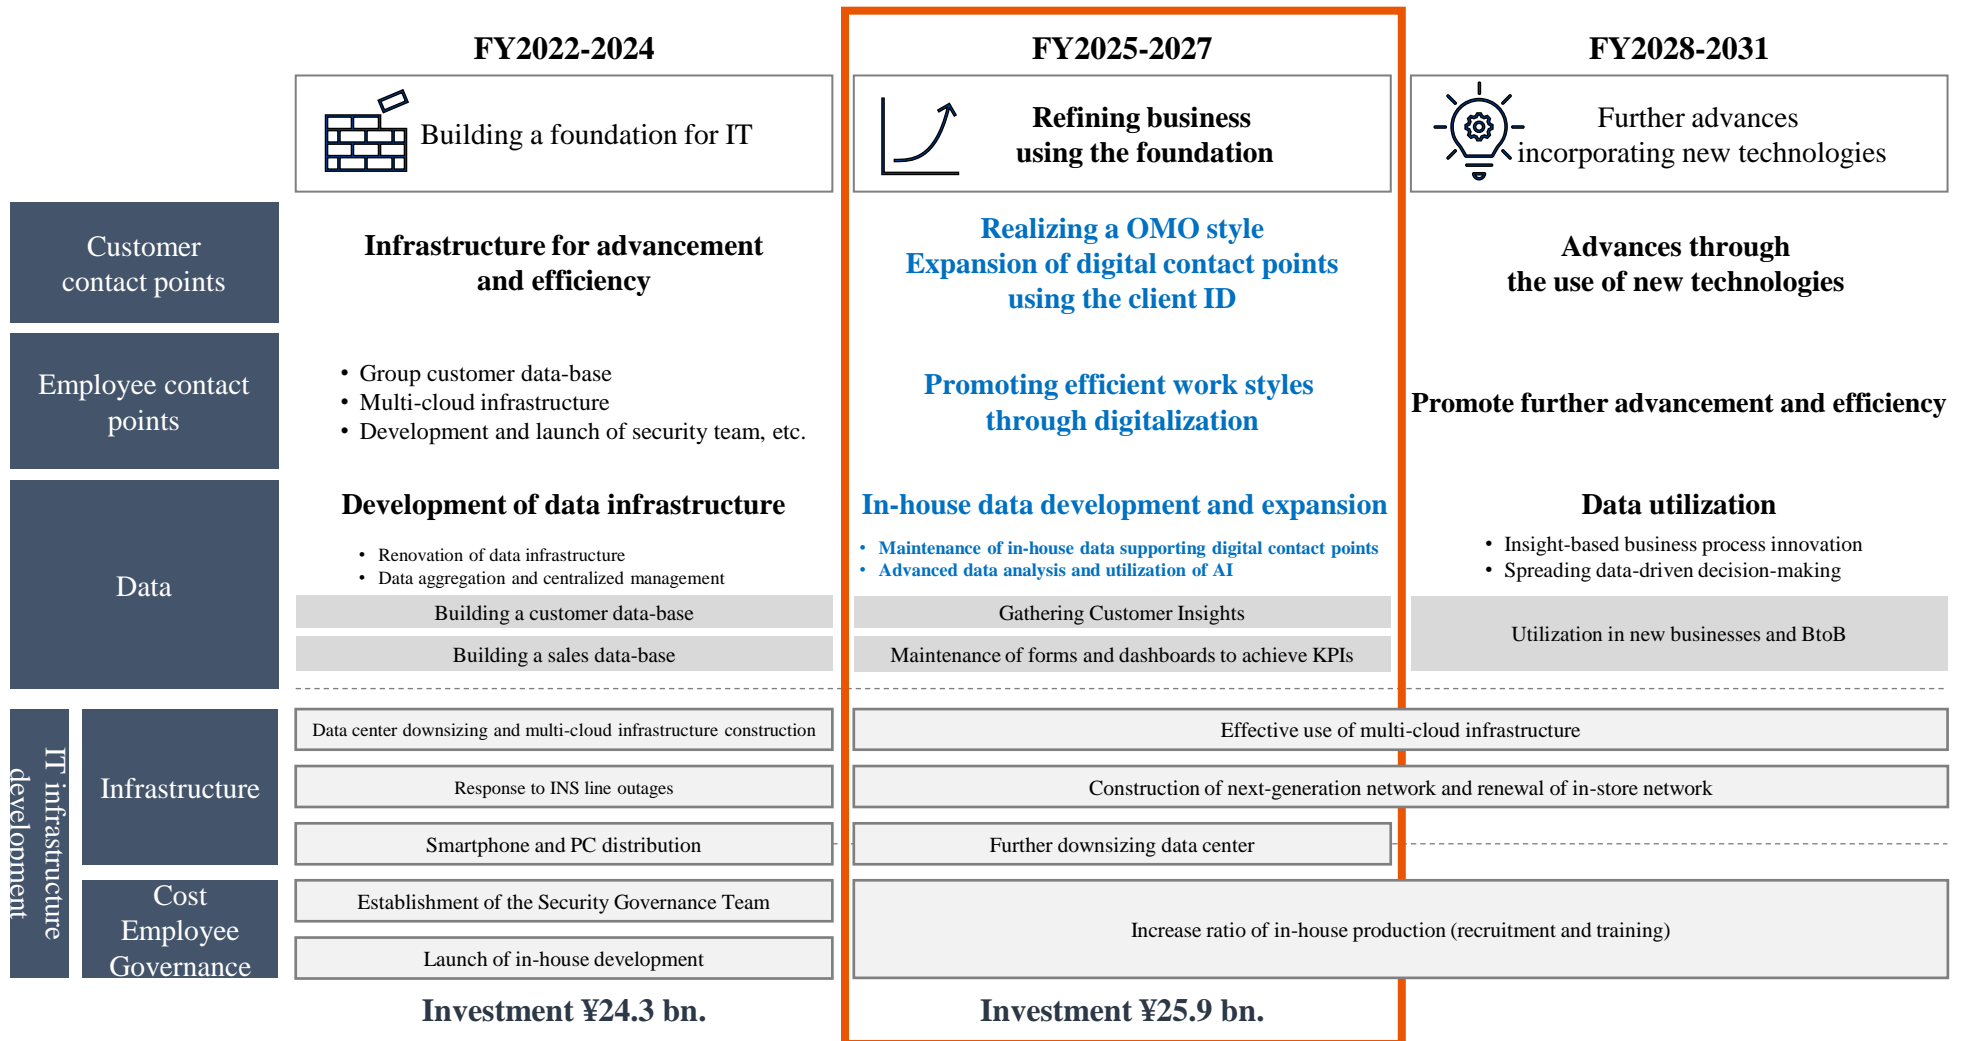 FY2022-2024
FY2025-2027
FY2028-2031
Building a foundation for IT
Refining business
using the foundation
Further advances
incorporating new technologies
Customer
contact points
Infrastructure for advancement
and efficiency
Realizing a OMO style
Expansion of digital contact points
using the client ID
Advances through
the use of new technologies
Employee contact
points
• Group customer data-base
• Multi-cloud infrastructure
• Development and launch of security team, etc.
Promoting efficient work styles
through digitalization
Promote further advancement and efficiency
Data
Development of data infrastructure
• Renovation of data infrastructure
• Data aggregation and centralized management
Building a customer data-base
Building a sales data-base
In-house data development and expansion
• Maintenance of in-house data supporting digital contact points
• Advanced data analysis and utilization of AI
Gathering Customer Insights
Maintenance of forms and dashboards to achieve KPIs
Data utilization
• Insight-based business process innovation
• Spreading data-driven decision-making
Utilization in new businesses and BtoB
IT infrastructure
development
Infrastructure
Data center downsizing and multi-cloud infrastructure construction
Effective use of multi-cloud infrastructure
Response to INS line outages
Construction of next-generation network and renewal of in-store network
Smartphone and PC distribution
Further downsizing data center
Cost
Employee
Governance
Establishment of the Security Governance Team
Launch of in-house development
Increase ratio of in-house production (recruitment and training)
Investment ¥24.3 bn.
Investment ¥25.9 bn.